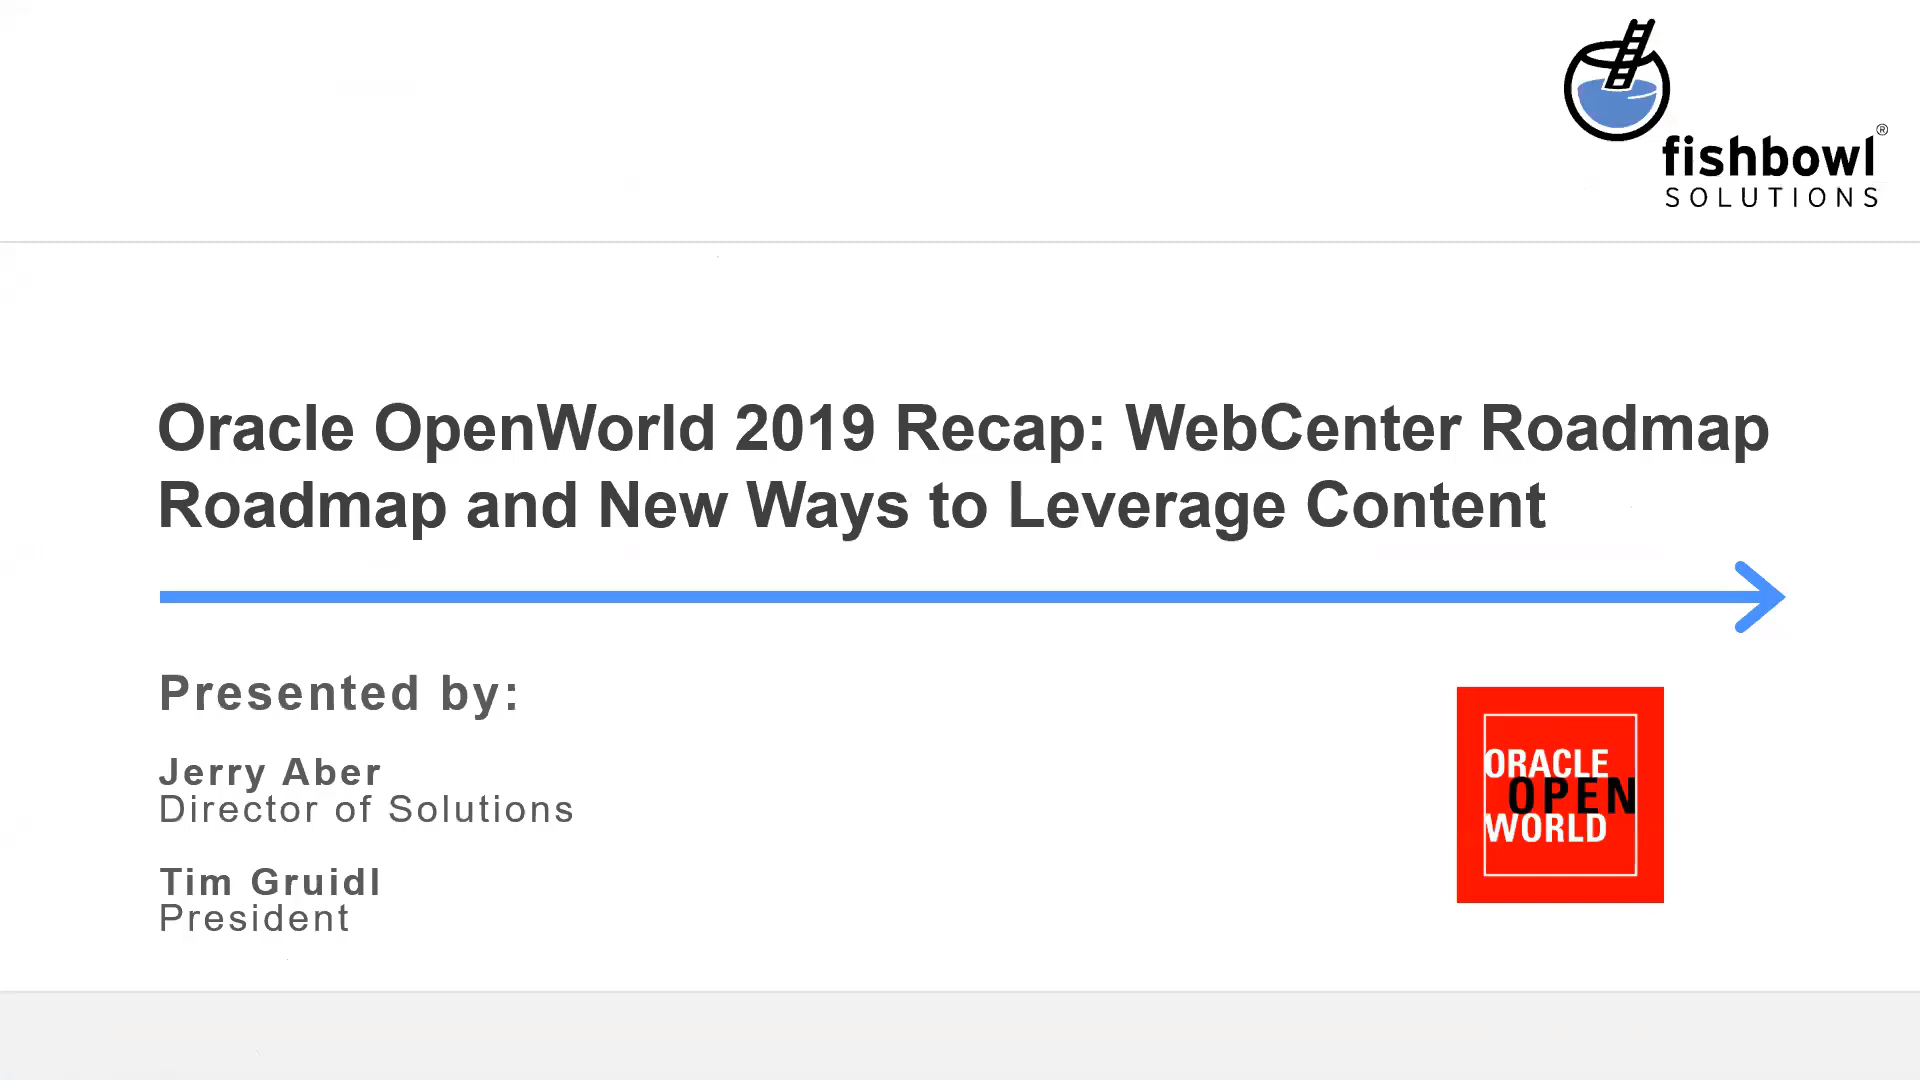 fishbowl®
SOLUTIONS
Oracle OpenWorld 2019 Recap: WebCenter Roadmap
Roadmap and New Ways to Leverage Content
Presented by:
Jerry Aber
Director of Solutions
Tim Gruidl
President
ORACLE
OPEN
WORLD